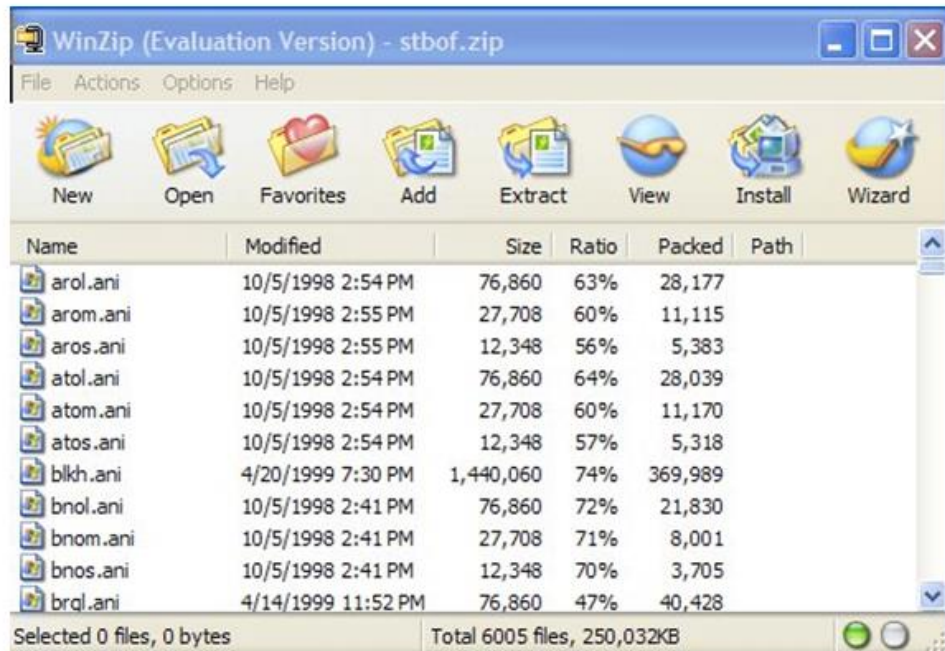 WinZip (Evaluation Version) - stbof.zip
File Actions Options Help
New Open Favorites Add Extract View Install Wizard
Name Modified Size Ratio Packed Path
arol.ani 10/5/1998 2:54 PM 76,860 63% 28,177
arom.ani 10/5/1998 2:55 PM 27,708 60% 11,115
aros.ani 10/5/1998 2:55 PM 12,348 56% 5,383
atol.ani 10/5/1998 2:54 PM 76,860 64% 28,039
atom.ani 10/5/1998 2:54 PM 27,708 60% 11,170
atos.ani 10/5/1998 2:54 PM 12,348 57% 5,318
blkh.ani 4/20/1999 7:30 PM 1,440,060 74% 369,989
bnol.ani 10/5/1998 2:41 PM 76,860 72% 21,830
bnom.ani 10/5/1998 2:41 PM 27,708 71% 8,001
bnos.ani 10/5/1998 2:41 PM 12,348 70% 3,705
brql.ani 4/14/1999 11:52 PM 76,860 47% 40,428
Selected 0 files, 0 bytes Total 6005 files, 250,032KB